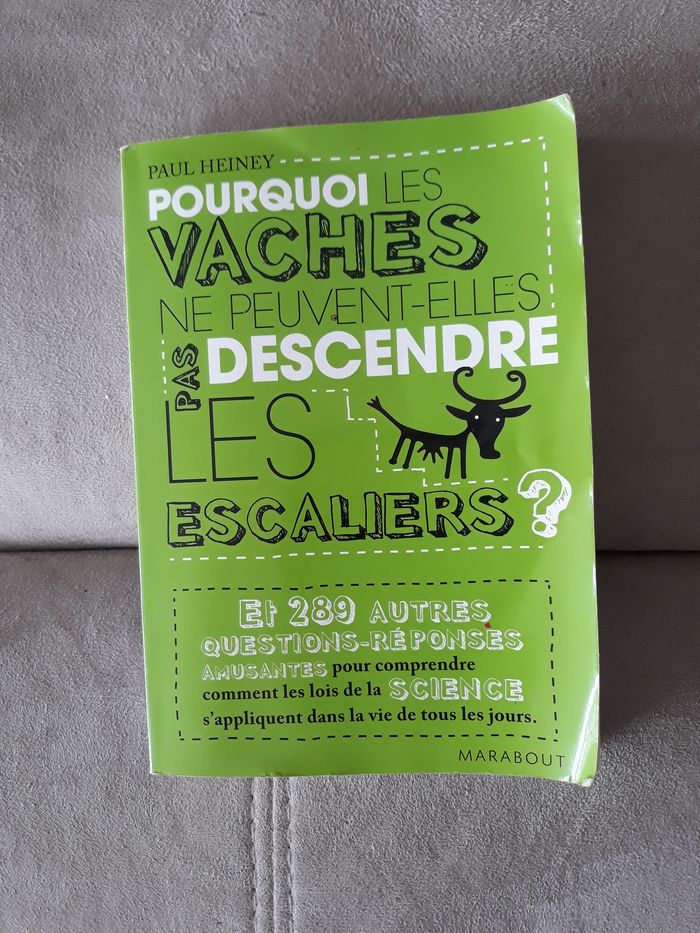 PAUL HEINEY
POURQUOI LES
VACHES
NE PEUVENT-ELLES
PAS DESCENDRE
LES
ESCALIERS ?
Et 289 AUTRES
QUESTIONS-RÉPONSES
AMUSANTES pour comprendre
comment les lois de la SCIENCE
s'appliquent dans la vie de tous les jours.
MARABOUT